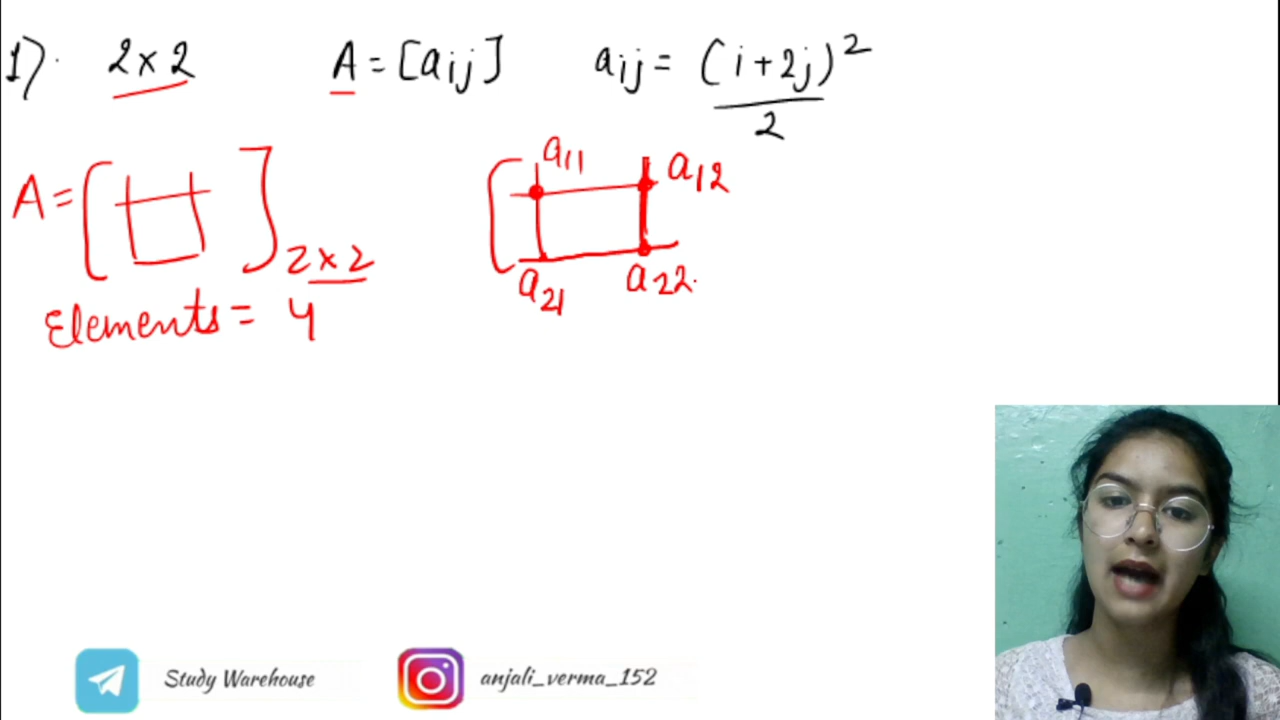 1). 2×2 A = [aij] aij = (i+2j)²
2
A = [ ] 2×2
a11 a12
a21 a22.
Elements = 4
Study Warehouse anjali_verma_152